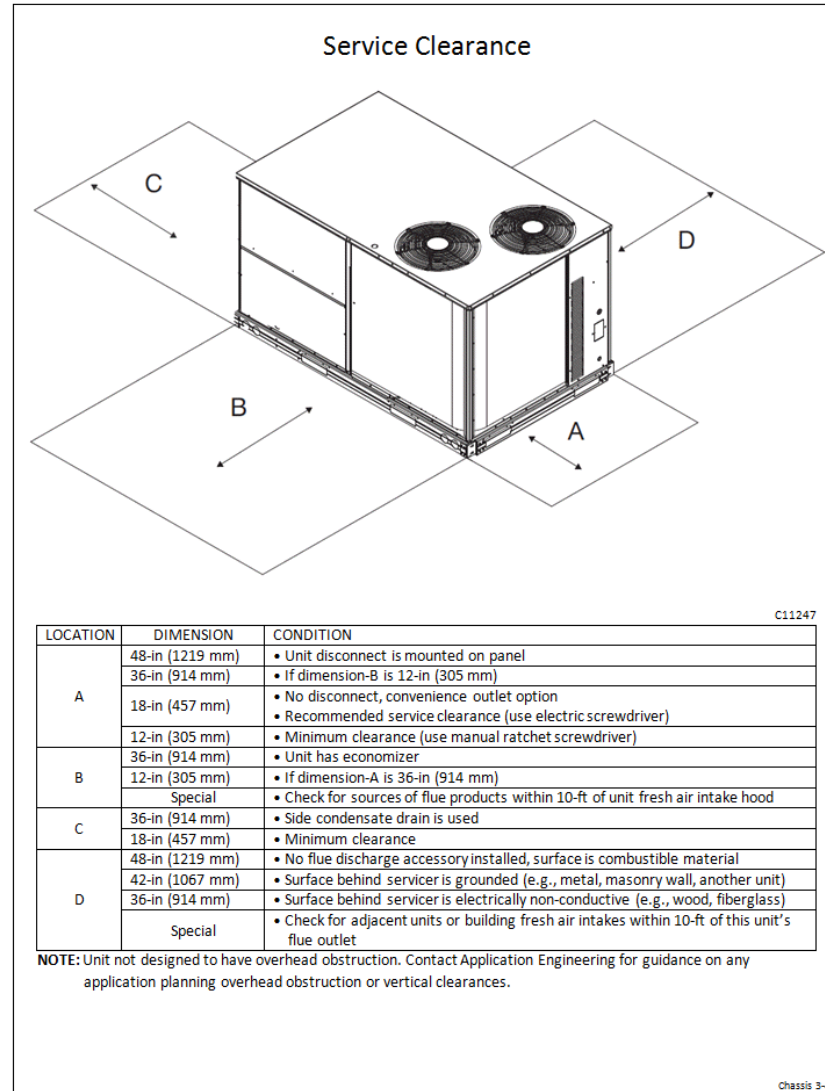 Service Clearance
C
D
B
A
C11247
LOCATION DIMENSION CONDITION
A
48-in (1219 mm) • Unit disconnect is mounted on panel
36-in (914 mm) • If dimension-B is 12-in (305 mm)
18-in (457 mm) • No disconnect, convenience outlet option
• Recommended service clearance (use electric screwdriver)
12-in (305 mm) • Minimum clearance (use manual ratchet screwdriver)
B
36-in (914 mm) • Unit has economizer
12-in (305 mm) • If dimension-A is 36-in (914 mm)
Special • Check for sources of flue products within 10-ft of unit fresh air intake hood
C
36-in (914 mm) • Side condensate drain is used
18-in (457 mm) • Minimum clearance
D
48-in (1219 mm) • No flue discharge accessory installed, surface is combustible material
42-in (1067 mm) • Surface behind servicer is grounded (e.g., metal, masonry wall, another unit)
36-in (914 mm) • Surface behind servicer is electrically non-conductive (e.g., wood, fiberglass)
Special • Check for adjacent units or building fresh air intakes within 10-ft of this unit's
flue outlet
NOTE: Unit not designed to have overhead obstruction. Contact Application Engineering for guidance on any
application planning overhead obstruction or vertical clearances.
Chassis 3-